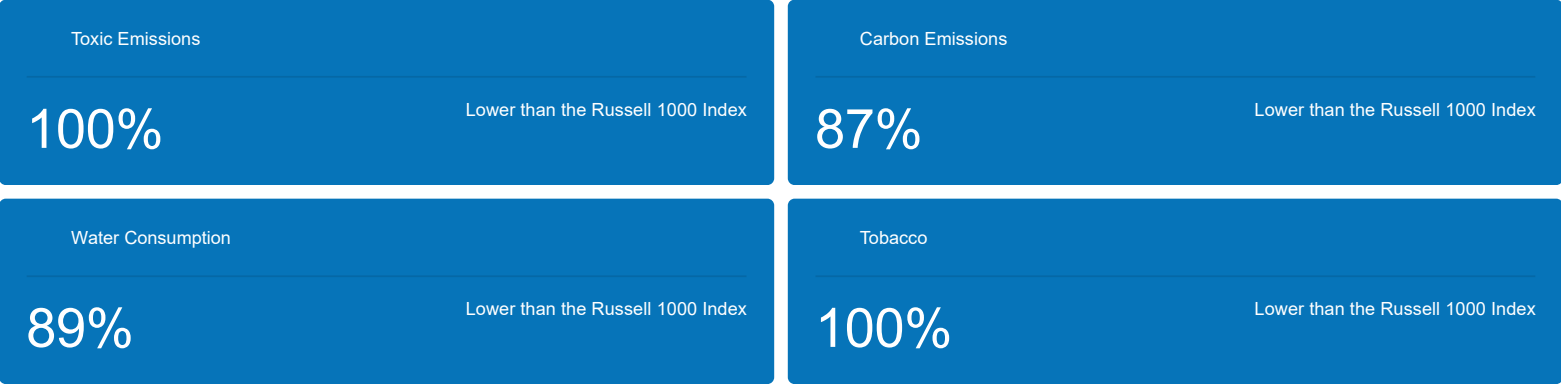 Toxic Emissions
100%
Lower than the Russell 1000 Index
Carbon Emissions
87%
Lower than the Russell 1000 Index
Water Consumption
89%
Lower than the Russell 1000 Index
Tobacco
100%
Lower than the Russell 1000 Index